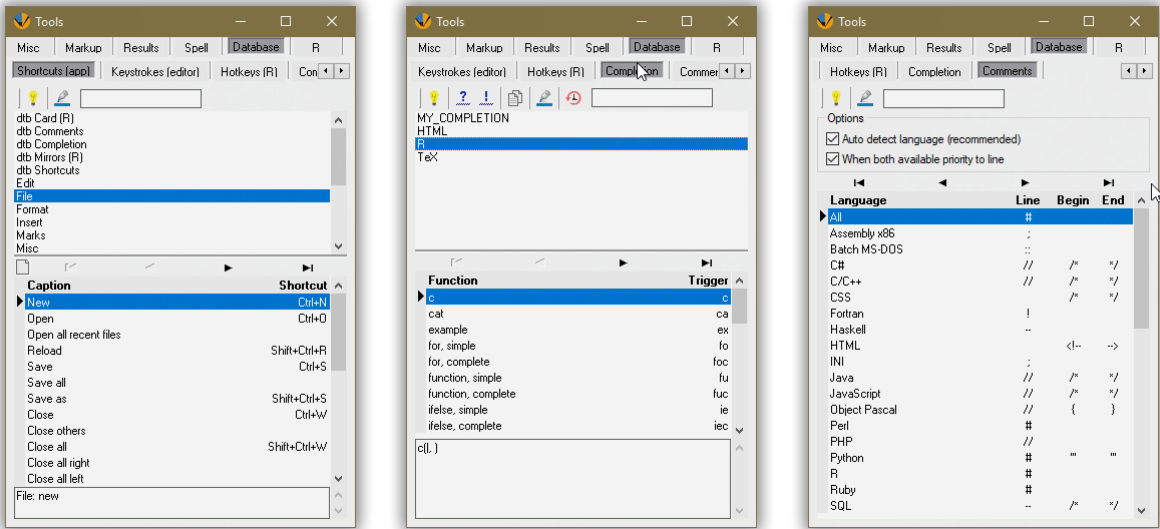 Tools
Misc Markup Results Spell Database R
Shortcuts (app) Keystrokes (editor) Hotkeys (R) Con
dtb Card (R)
dtb Comments
dtb Completion
dtb Mirrors (R)
dtb Shortcuts
Edit
File
Format
Insert
Marks
Misc
Caption Shortcut
New Ctrl+N
Open Ctrl+O
Open all recent files
Reload Shift+Ctrl+R
Save Ctrl+S
Save all
Save as Shift+Ctrl+S
Close Ctrl+W
Close others
Close all Shift+Ctrl+W
Close all right
Close all left
File: new
Tools
Misc Markup Results Spell Database R
Keystrokes (editor) Hotkeys (R) Completion Commer
MY_COMPLETION
HTML
R
TeX
Function Trigger
c c
cat ca
example ex
for, simple fo
for, complete foc
function, simple fu
function, complete fuc
ifelse, simple ie
ifelse, complete iec
c(|, )
Tools
Misc Markup Results Spell Database R
Hotkeys (R) Completion Comments
Options
Auto detect language (recommended)
When both available priority to line
Language Line Begin End
All #
Assembly x86 ;
Batch MS-DOS ::
C# // /* */
C/C++ // /* */
CSS /* */
Fortran !
Haskell --
HTML <!-- -->
INI ;
Java // /* */
JavaScript // /* */
Object Pascal // { }
Perl #
PHP //
Python # ''' '''
R #
Ruby #
SQL -- /* */